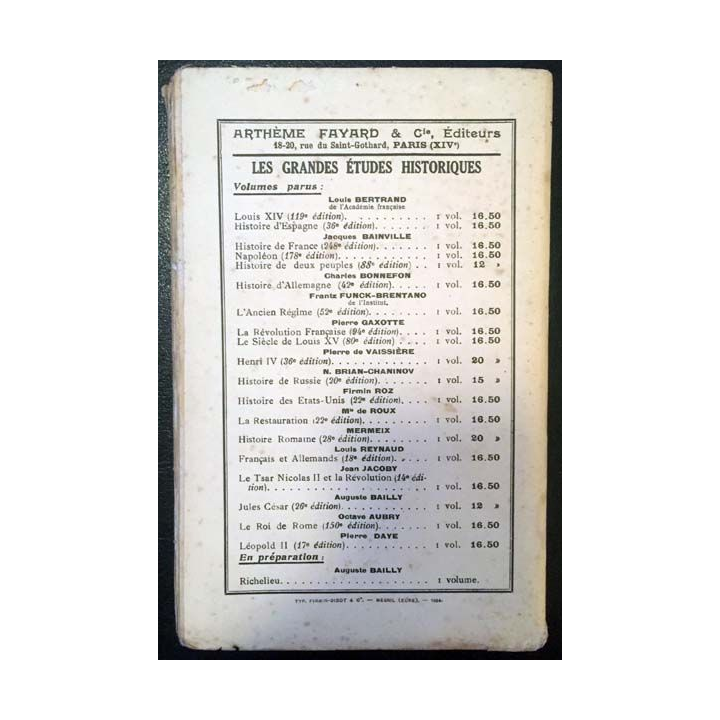 ARTHÈME FAYARD & Cie, Éditeurs
18-20, rue du Saint-Gothard, PARIS (XIVe)
LES GRANDES ÉTUDES HISTORIQUES
Volumes parus :
Louis BERTRAND
de l'Académie française
Louis XIV (119e édition). . . . . . . . . . 1 vol. 16.50
Histoire d'Espagne (36e édition). . . . . . 1 vol. 16.50
Jacques BAINVILLE
Histoire de France (248e édition). . . . . . 1 vol. 16.50
Napoléon (178e édition). . . . . . . . . . . 1 vol. 16.50
Histoire de deux peuples (88e édition) . . 1 vol. 12 »
Charles BONNEFON
Histoire d'Allemagne (42e édition). . . . . 1 vol. 16.50
Frantz FUNCK-BRENTANO
de l'Institut.
L'Ancien Régime (52e édition). . . . . . . 1 vol. 16.50
Pierre GAXOTTE
La Révolution Française (94e édition). . . . 1 vol. 16.50
Le Siècle de Louis XV (80e édition) . . . . 1 vol. 16.50
Pierre de VAISSIÈRE
Henri IV (36e édition). . . . . . . . . . . 1 vol. 20 »
N. BRIAN-CHANINOV
Histoire de Russie (20e édition). . . . . . 1 vol. 15 »
Firmin ROZ
Histoire des Etats-Unis (22e édition). . . . 1 vol. 16.50
Mis de ROUX
La Restauration (22e édition). . . . . . . . 1 vol. 16.50
MERMEIX
Histoire Romaine (28e édition). . . . . . . 1 vol. 20 »
Louis REYNAUD
Français et Allemands (18e édition). . . . . 1 vol. 16.50
Jean JACOBY
Le Tsar Nicolas II et la Révolution (14e édi-
tion). . . . . . . . . . . . . . . . . . . 1 vol. 16.50
Auguste BAILLY
Jules César (26e édition). . . . . . . . . . 1 vol. 12 »
Octave AUBRY
Le Roi de Rome (150e édition). . . . . . . 1 vol. 16.50
Pierre DAYE
Léopold II (17e édition). . . . . . . . . . . 1 vol. 16.50
En préparation :
Auguste BAILLY
Richelieu. . . . . . . . . . . . . . . . . 1 volume.
TYP. FIRMIN-DIDOT & Cie. — MESNIL (EURE). —